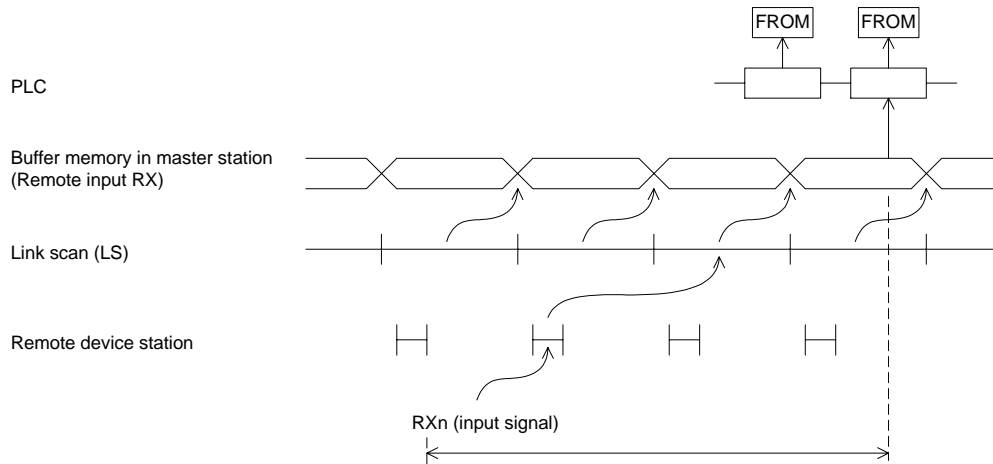 FROM FROM
PLC
Buffer memory in master station
(Remote input RX)
Link scan (LS)
Remote device station
RXn (input signal)